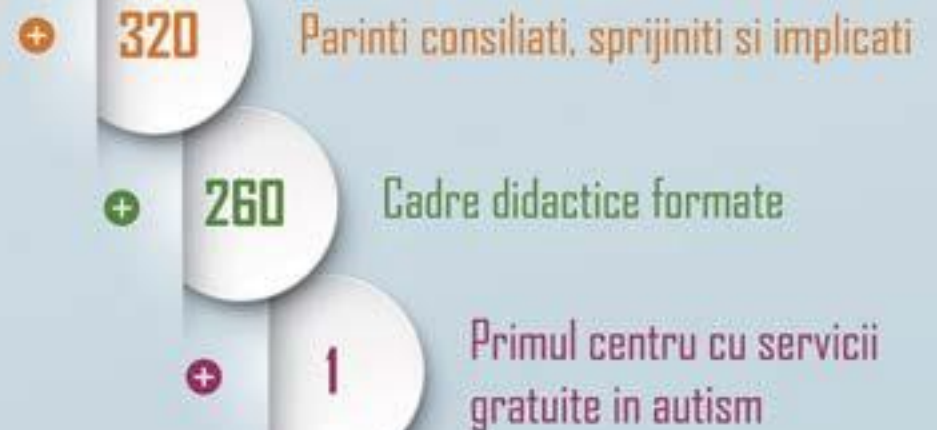 320 Parinti consiliati, sprijiniti si implicati
260 Cadre didactice formate
1 Primul centru cu servicii
gratuite in autism